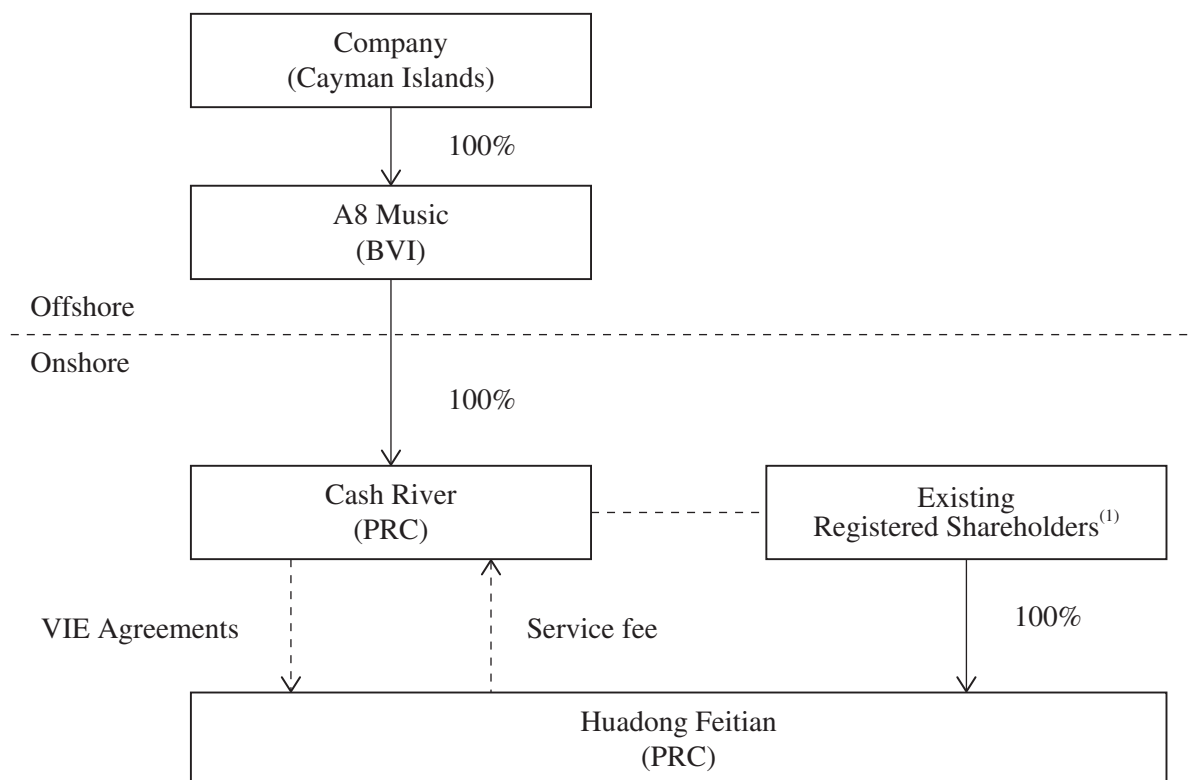 Company
(Cayman Islands)
100%
A8 Music
(BVI)
Offshore
Onshore
100%
Cash River
(PRC)
Existing
Registered Shareholders(1)
VIE Agreements
Service fee
100%
Huadong Feitian
(PRC)